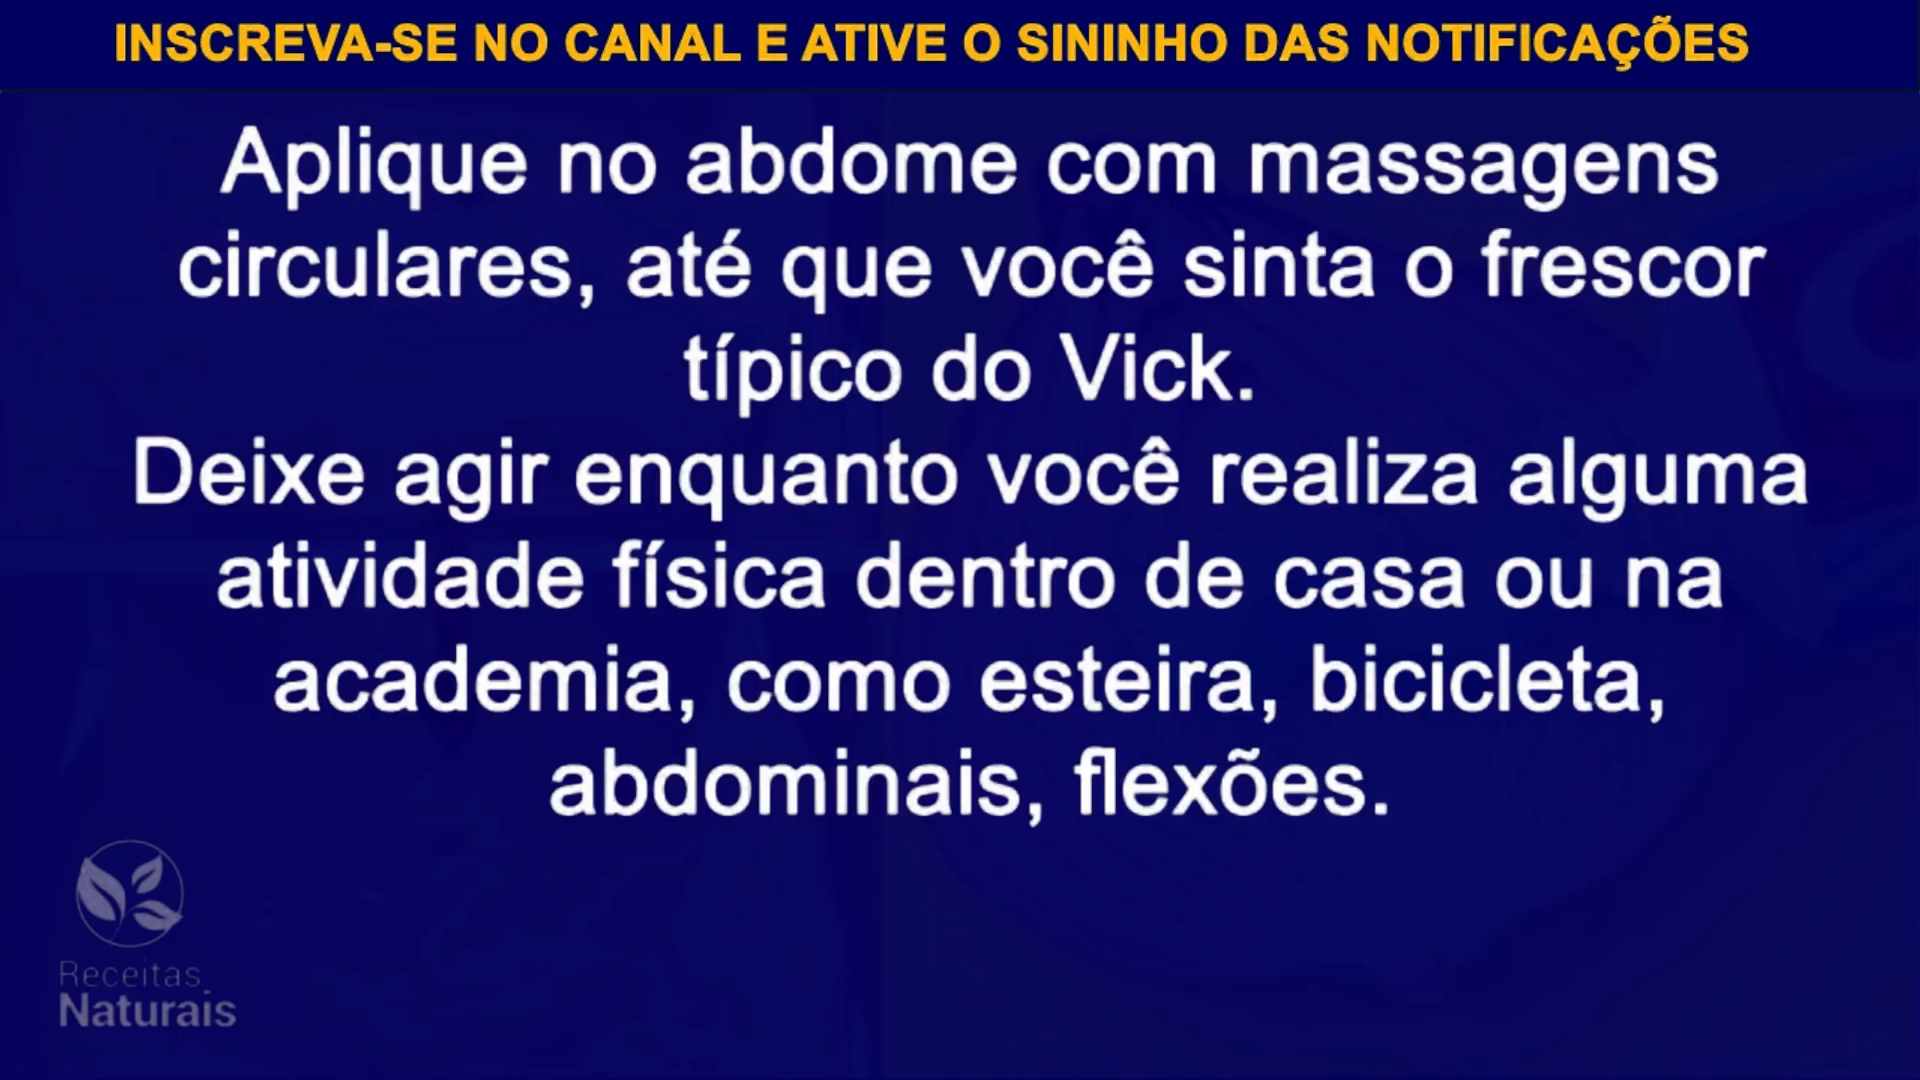 INSCREVA-SE NO CANAL E ATIVE O SININHO DAS NOTIFICAÇÕES
Aplique no abdome com massagens
circulares, até que você sinta o frescor
típico do Vick.
Deixe agir enquanto você realiza alguma
atividade física dentro de casa ou na
academia, como esteira, bicicleta,
abdominais, flexões.
Receitas
Naturais